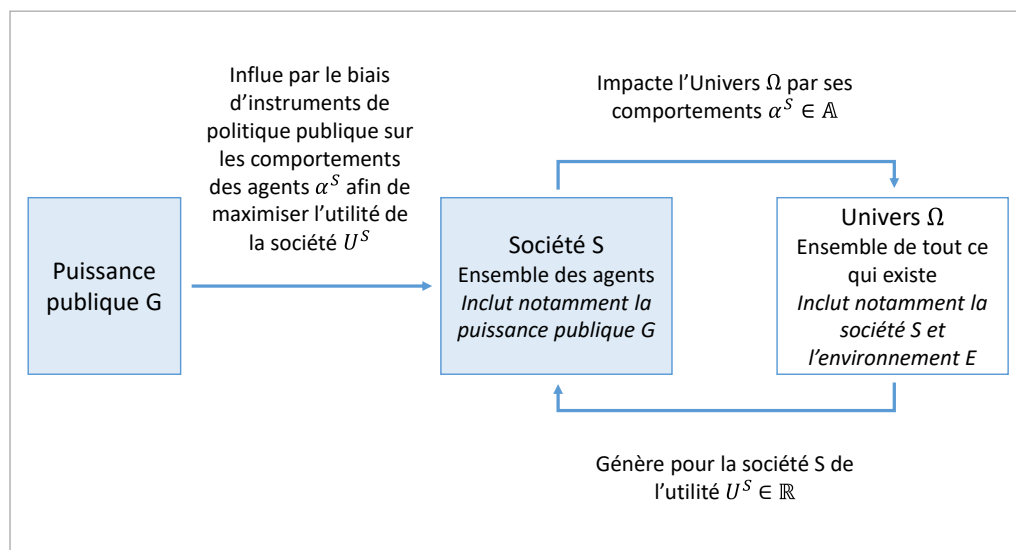 Influe par le biais
d'instruments de
politique publique sur
les comportements
des agents α^S afin de
maximiser l'utilité de
la société U^S
Impacte l'Univers Ω par ses
comportements α^S ∈ 𝔸
Puissance
publique G
Société S
Ensemble des agents
Inclut notamment la
puissance publique G
Univers Ω
Ensemble de tout ce
qui existe
Inclut notamment la
société S et
l'environnement E
Génère pour la société S de
l'utilité U^S ∈ ℝ